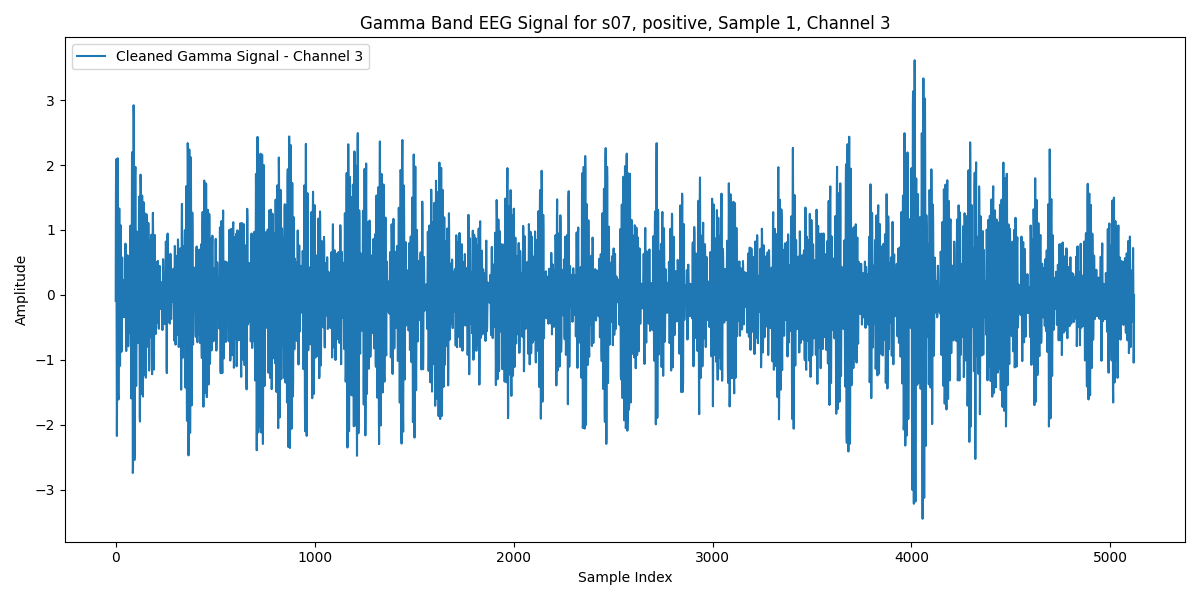 Gamma Band EEG Signal for s07, positive, Sample 1, Channel 3
Cleaned Gamma Signal - Channel 3
Amplitude
3
2
1
0
−1
−2
−3
0 1000 2000 3000 4000 5000
Sample Index